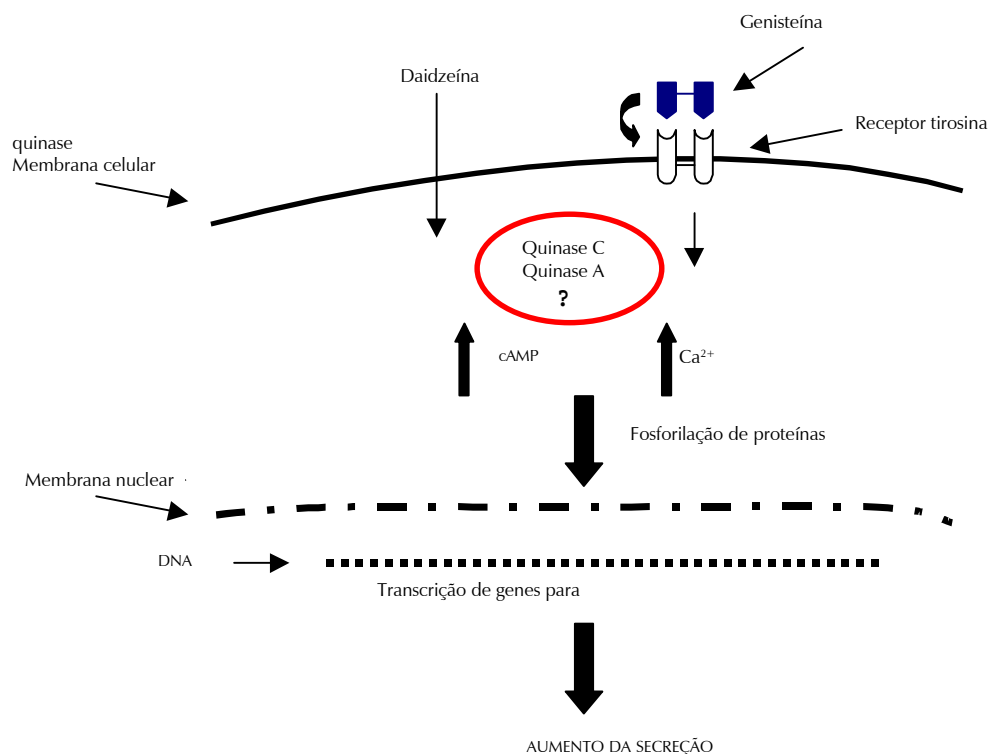 Genisteína
Daidzeína
Receptor tirosina
quinase
Membrana celular
Quinase C
Quinase A
?
cAMP
Ca²⁺
Fosforilação de proteínas
Membrana nuclear
DNA
Transcrição de genes para
AUMENTO DA SECREÇÃO